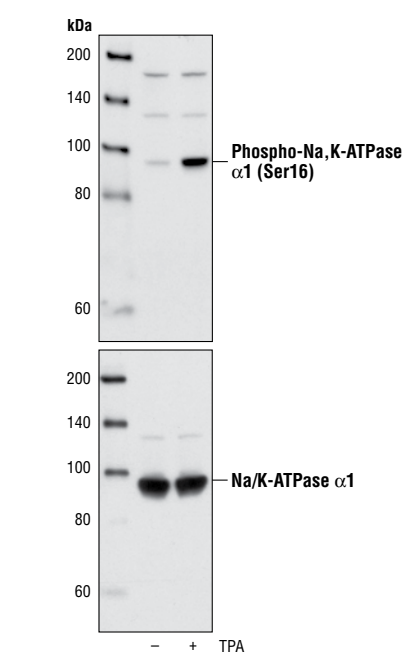 kDa
200
140
100
80
60
Phospho-Na,K-ATPase
α1 (Ser16)
200
140
100
80
60
Na/K-ATPase α1
– + TPA